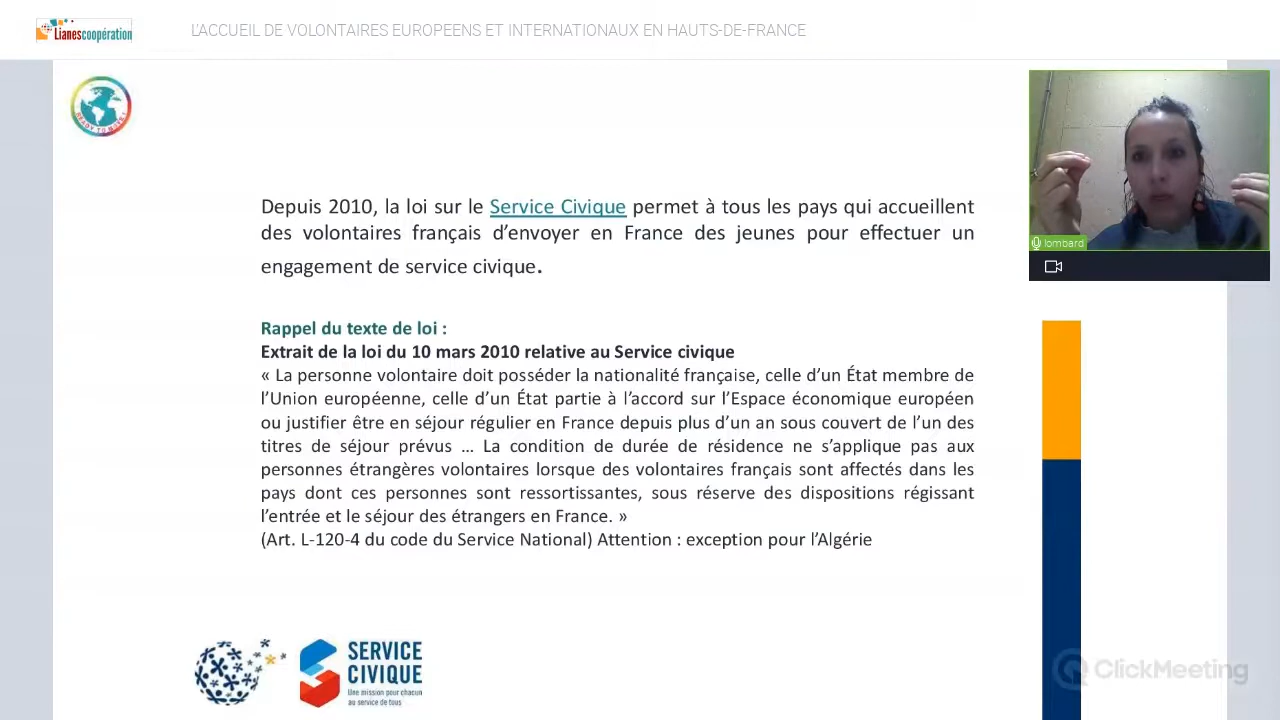 Lianescoopération
L'ACCUEIL DE VOLONTAIRES EUROPEENS ET INTERNATIONAUX EN HAUTS-DE-FRANCE
READY TO MOVE
Depuis 2010, la loi sur le Service Civique permet à tous les pays qui accueillent
des volontaires français d’envoyer en France des jeunes pour effectuer un
engagement de service civique.
lombard
Rappel du texte de loi :
Extrait de la loi du 10 mars 2010 relative au Service civique
« La personne volontaire doit posséder la nationalité française, celle d’un État membre de
l’Union européenne, celle d’un État partie à l’accord sur l’Espace économique européen
ou justifier être en séjour régulier en France depuis plus d’un an sous couvert de l’un des
titres de séjour prévus … La condition de durée de résidence ne s’applique pas aux
personnes étrangères volontaires lorsque des volontaires français sont affectés dans les
pays dont ces personnes sont ressortissantes, sous réserve des dispositions régissant
l’entrée et le séjour des étrangers en France. »
(Art. L-120-4 du code du Service National) Attention : exception pour l’Algérie
SERVICE
CIVIQUE
Une mission pour chacun
au service de tous
ClickMeeting